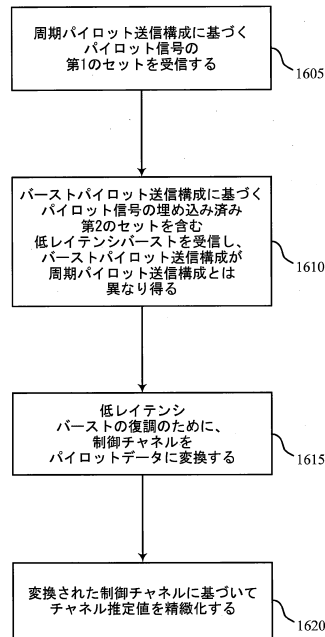 周期パイロット送信構成に基づく
パイロット信号の
第1のセットを受信する
1605
バーストパイロット送信構成に基づく
パイロット信号の埋め込み済み
第2のセットを含む
低レイテンシバーストを受信し、
バーストパイロット送信構成が
周期パイロット送信構成とは
異なり得る
1610
低レイテンシ
バーストの復調のために、
制御チャネルを
パイロットデータに変換する
1615
変換された制御チャネルに基づいて
チャネル推定値を精緻化する
1620